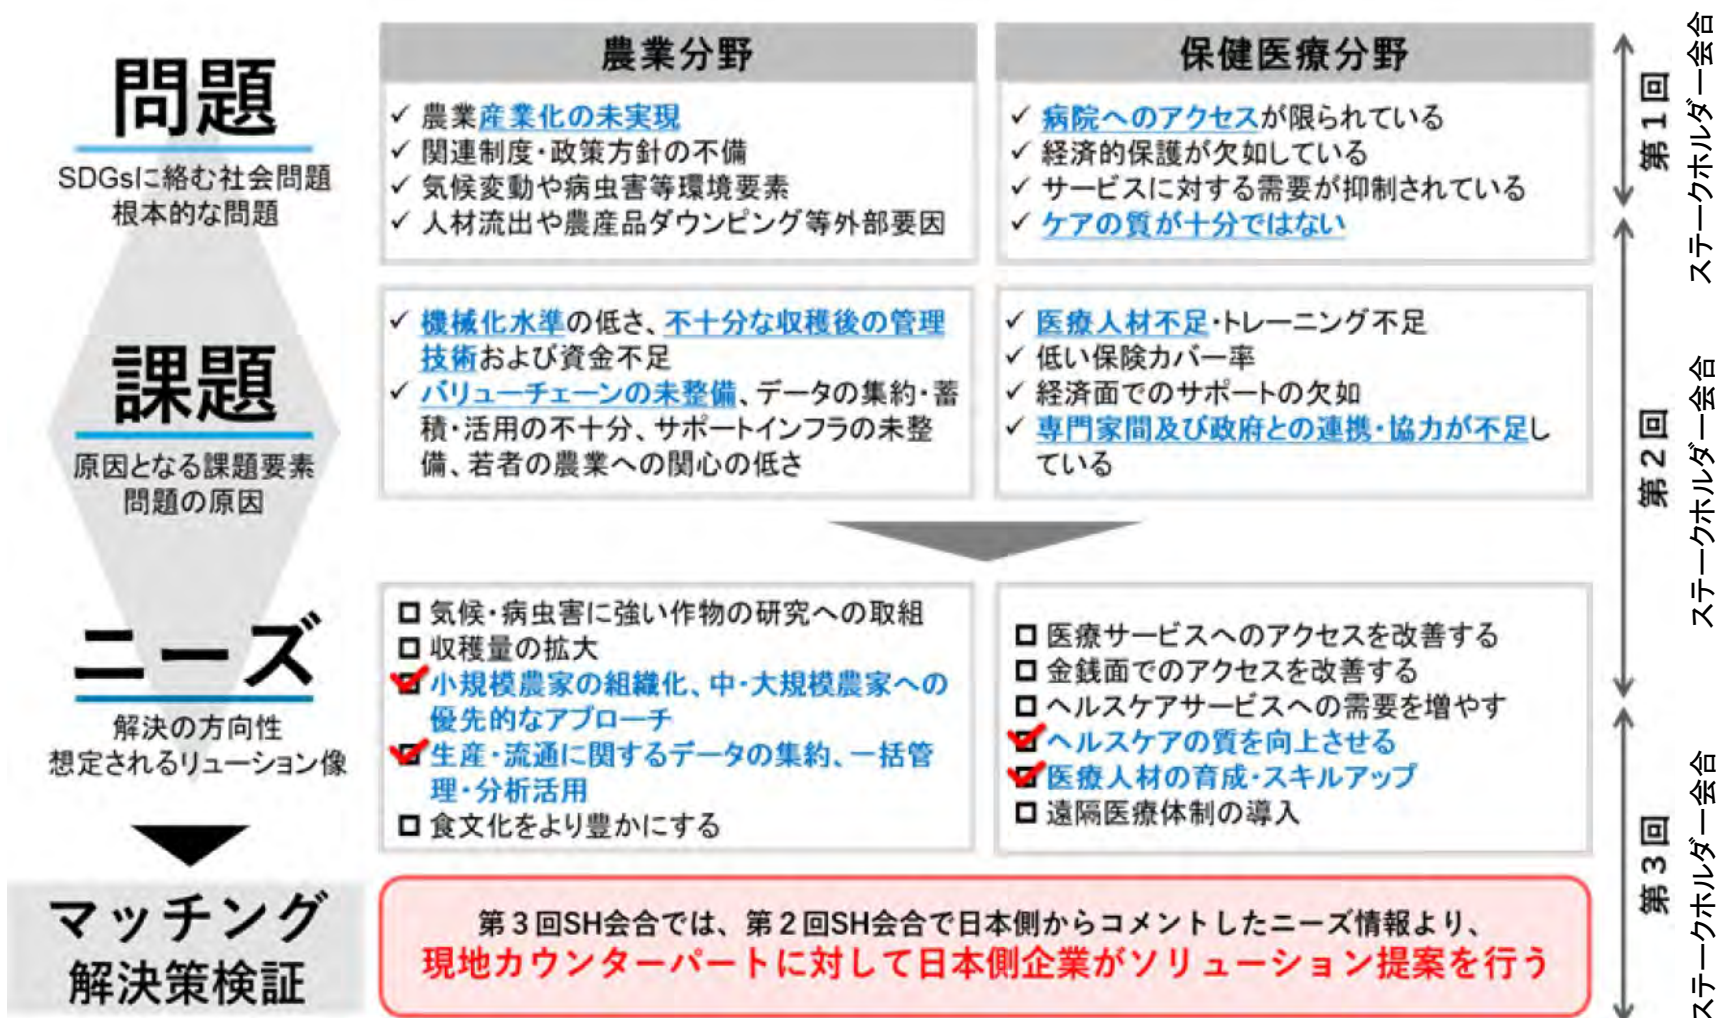 問題
SDGsに絡む社会問題
根本的な問題
農業分野
✓ 農業産業化の未実現
✓ 関連制度・政策方針の不備
✓ 気候変動や病虫害等環境要素
✓ 人材流出や農産品ダウンピング等外部要因
保健医療分野
✓ 病院へのアクセスが限られている
✓ 経済的保護が欠如している
✓ サービスに対する需要が抑制されている
✓ ケアの質が十分ではない
課題
原因となる課題要素
問題の原因
✓ 機械化水準の低さ、不十分な収穫後の管理
技術および資金不足
✓ バリューチェーンの未整備、データの集約・蓄
積・活用の不十分、サポートインフラの未整
備、若者の農業への関心の低さ
✓ 医療人材不足・トレーニング不足
✓ 低い保険カバー率
✓ 経済面でのサポートの欠如
✓ 専門家間及び政府との連携・協力が不足し
ている
ニーズ
解決の方向性
想定されるリューション像
気候・病虫害に強い作物の研究への取組
収穫量の拡大
小規模農家の組織化、中・大規模農家への
優先的なアプローチ
生産・流通に関するデータの集約、一括管
理・分析活用
食文化をより豊かにする
医療サービスへのアクセスを改善する
金銭面でのアクセスを改善する
ヘルスケアサービスへの需要を増やす
ヘルスケアの質を向上させる
医療人材の育成・スキルアップ
遠隔医療体制の導入
マッチング
解決策検証
第3回SH会合では、第2回SH会合で日本側からコメントしたニーズ情報より、
現地カウンターパートに対して日本側企業がソリューション提案を行う
第1回
ステークホルダー会合
第2回
ステークホルダー会合
第3回
ステークホルダー会合